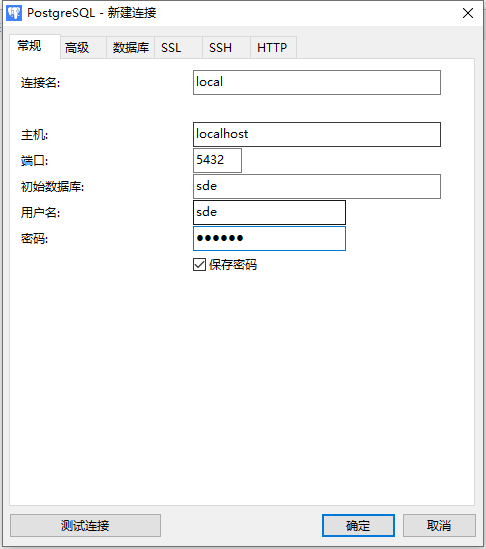 PostgreSQL - 新建连接
常规 高级 数据库 SSL SSH HTTP
连接名: local
主机: localhost
端口: 5432
初始数据库: sde
用户名: sde
密码: ●●●●●●
保存密码
测试连接 确定 取消